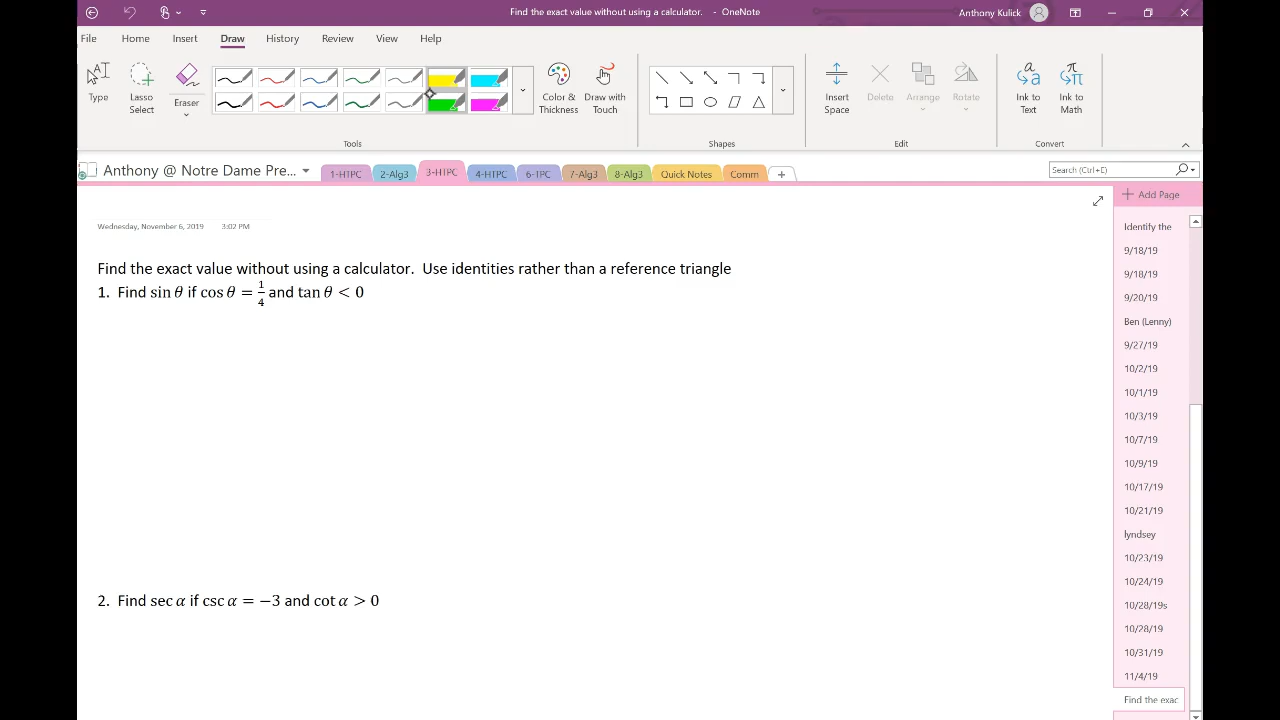 Find the exact value without using a calculator. - OneNote
Anthony Kulick
File Home Insert Draw History Review View Help
Type
Lasso Select
Eraser
Color & Thickness
Draw with Touch
Insert Space
Delete
Arrange
Rotate
Ink to Text
Ink to Math
Tools
Shapes
Edit
Convert
Anthony @ Notre Dame Pre...
1-HTPC 2-Alg3 3-HTPC 4-HTPC 6-TPC 7-Alg3 8-Alg3 Quick Notes Comm +
Search (Ctrl+E)
Add Page
Wednesday, November 6, 2019 3:02 PM
Find the exact value without using a calculator. Use identities rather than a reference triangle
1. Find sin θ if cos θ = 1/4 and tan θ < 0
2. Find sec α if csc α = −3 and cot α > 0
Identify the
9/18/19
9/18/19
9/20/19
Ben (Lenny)
9/27/19
10/2/19
10/1/19
10/3/19
10/7/19
10/9/19
10/17/19
10/21/19
lyndsey
10/23/19
10/24/19
10/28/19s
10/28/19
10/31/19
11/4/19
Find the exac